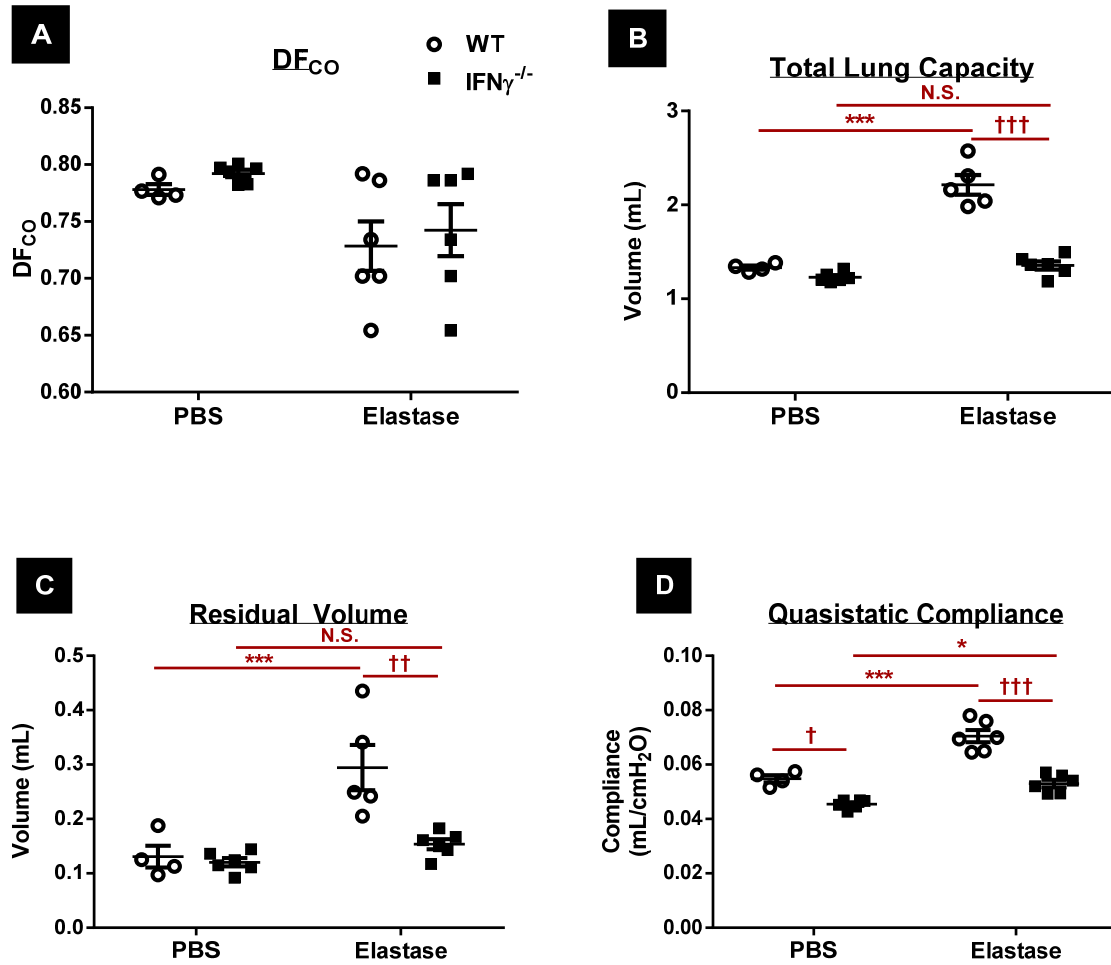 A
DF_CO
WT
IFNγ-/-
DF_CO
0.85
0.80
0.75
0.70
0.65
0.60
PBS
Elastase
B
Total Lung Capacity
N.S.
***
†††
Volume (mL)
3
2
1
0
PBS
Elastase
C
Residual Volume
N.S.
***
††
Volume (mL)
0.5
0.4
0.3
0.2
0.1
0.0
PBS
Elastase
D
Quasistatic Compliance
*
***
†††
†
Compliance
(mL/cmH₂O)
0.10
0.08
0.06
0.04
0.02
0.00
PBS
Elastase